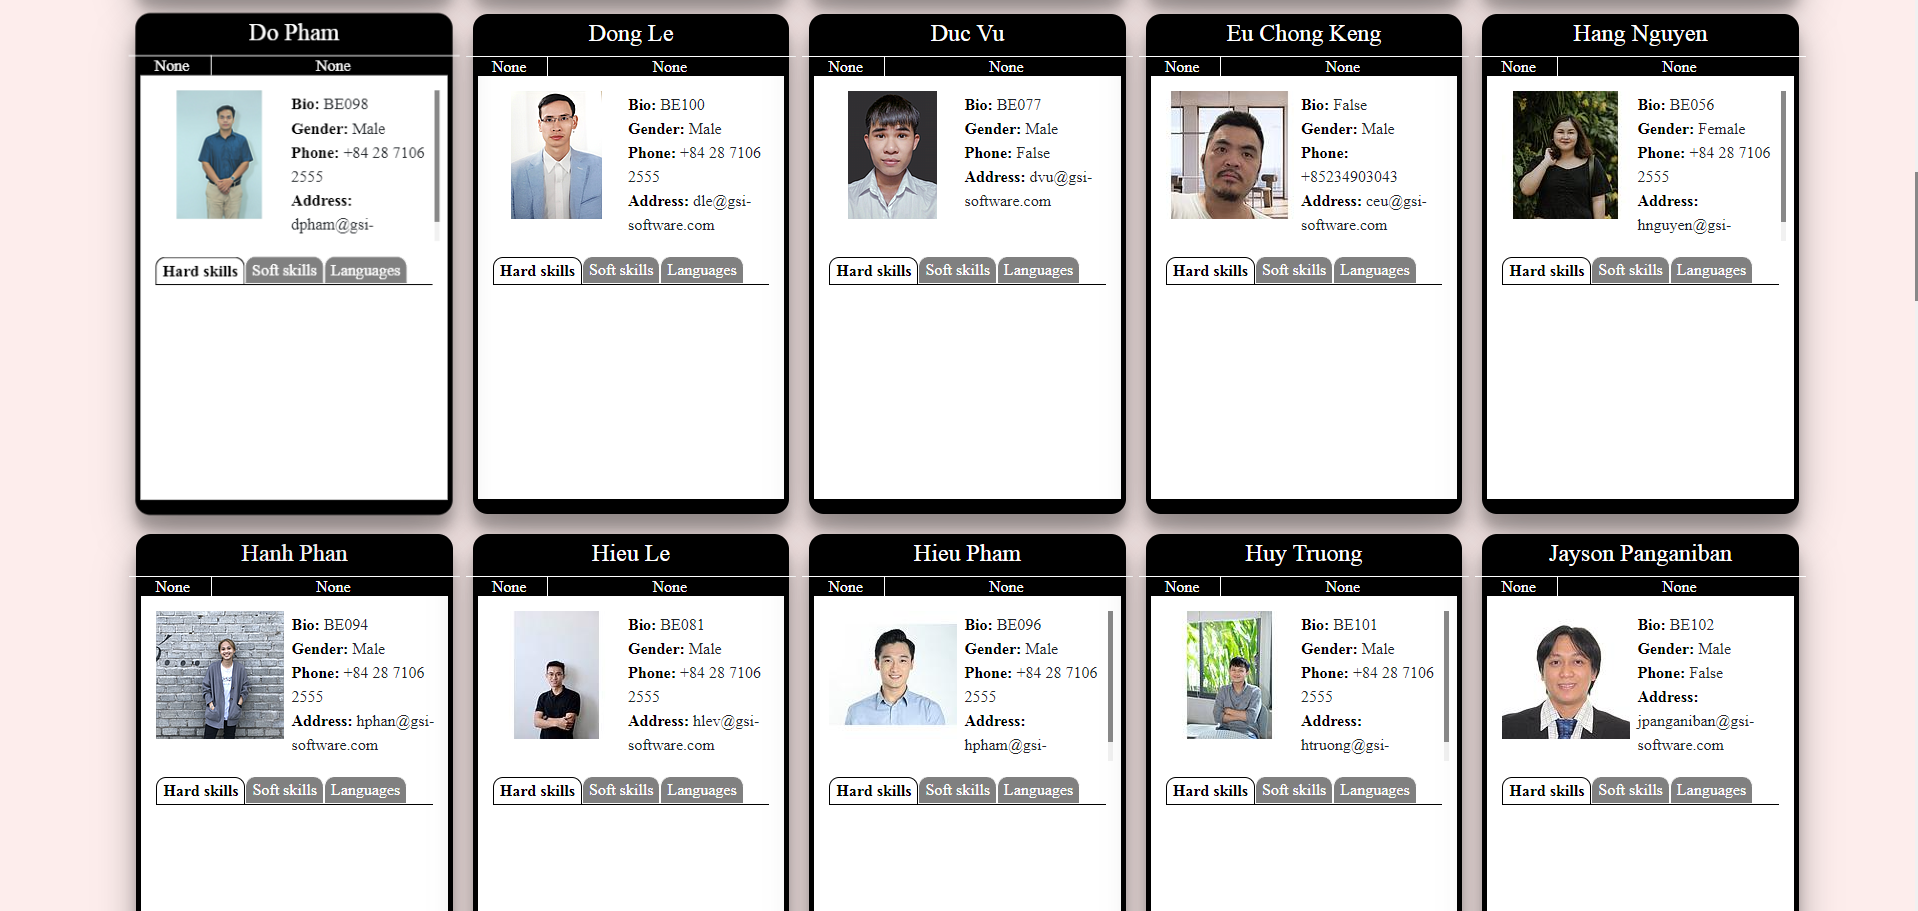 Do Pham
None None
Bio: BE098
Gender: Male
Phone: +84 28 7106
2555
Address:
dpham@gsi-
Hard skills Soft skills Languages
Dong Le
None None
Bio: BE100
Gender: Male
Phone: +84 28 7106
2555
Address: dle@gsi-
software.com
Hard skills Soft skills Languages
Duc Vu
None None
Bio: BE077
Gender: Male
Phone: False
Address: dvu@gsi-
software.com
Hard skills Soft skills Languages
Eu Chong Keng
None None
Bio: False
Gender: Male
Phone:
+85234903043
Address: ceu@gsi-
software.com
Hard skills Soft skills Languages
Hang Nguyen
None None
Bio: BE056
Gender: Female
Phone: +84 28 7106
2555
Address:
hnguyen@gsi-
Hard skills Soft skills Languages
Hanh Phan
None None
Bio: BE094
Gender: Male
Phone: +84 28 7106
2555
Address: hphan@gsi-
software.com
Hard skills Soft skills Languages
Hieu Le
None None
Bio: BE081
Gender: Male
Phone: +84 28 7106
2555
Address: hlev@gsi-
software.com
Hard skills Soft skills Languages
Hieu Pham
None None
Bio: BE096
Gender: Male
Phone: +84 28 7106
2555
Address:
hpham@gsi-
Hard skills Soft skills Languages
Huy Truong
None None
Bio: BE101
Gender: Male
Phone: +84 28 7106
2555
Address:
htruong@gsi-
Hard skills Soft skills Languages
Jayson Panganiban
None None
Bio: BE102
Gender: Male
Phone: False
Address:
jpanganiban@gsi-
software.com
Hard skills Soft skills Languages